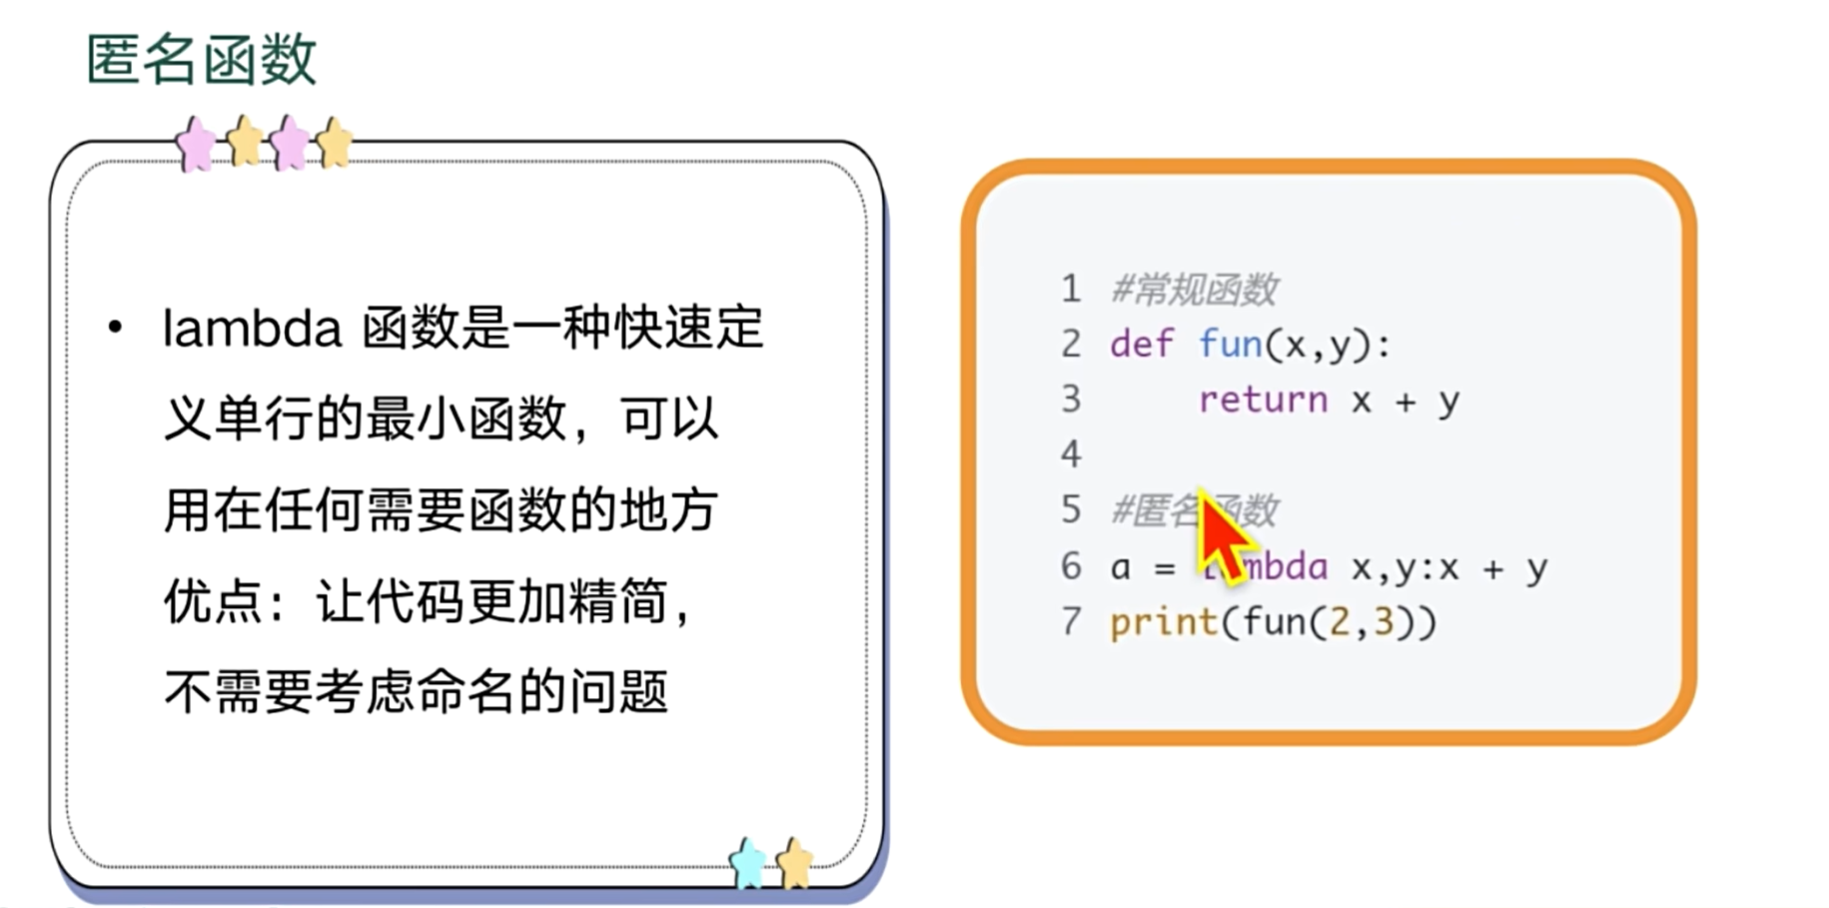 匿名函数
• lambda 函数是一种快速定
义单行的最小函数，可以
用在任何需要函数的地方
优点：让代码更加精简，
不需要考虑命名的问题
1 #常规函数
2 def fun(x,y):
3     return x + y
4
5 #匿名函数
6 a = lambda x,y:x + y
7 print(fun(2,3))